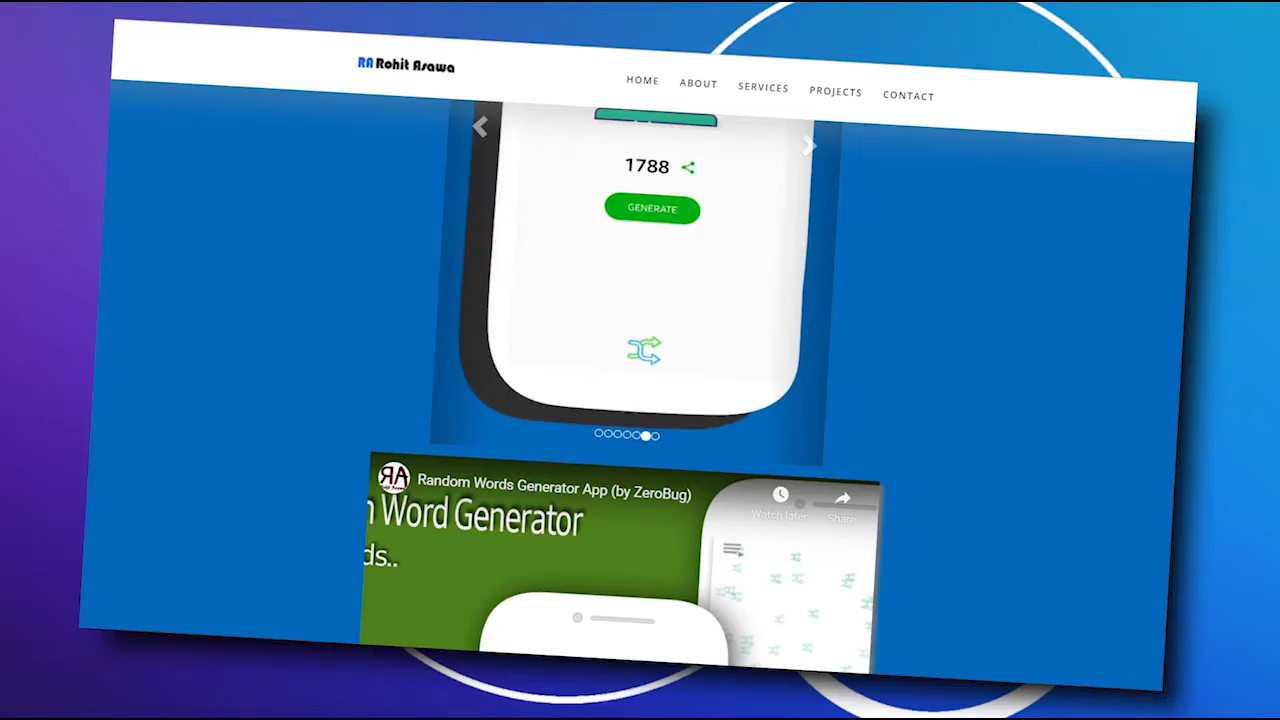 RA Rohit Asawa
HOME ABOUT SERVICES PROJECTS CONTACT
1788
GENERATE
Random Words Generator App (by ZeroBug)
Watch later
Share
Word Generator
ds..